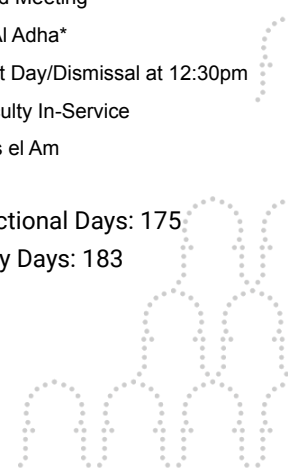 d Meeting
Al Adha*
t Day/Dismissal at 12:30pm
ulty In-Service
s el Am
ctional Days: 175
y Days: 183